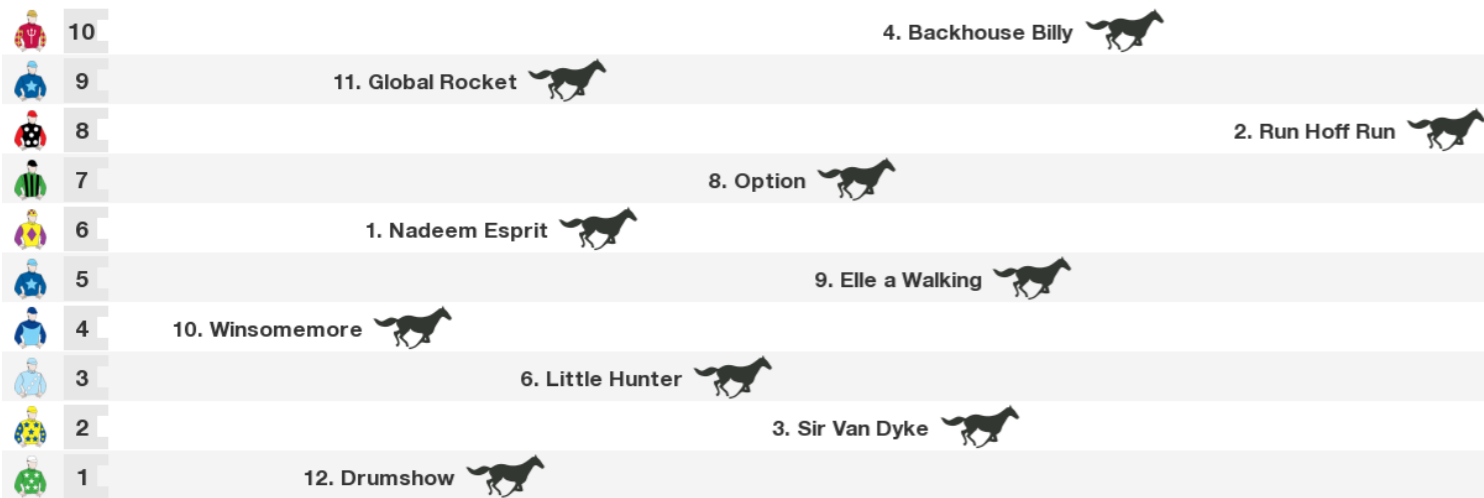 10 4. Backhouse Billy
9 11. Global Rocket
8 2. Run Hoff Run
7 8. Option
6 1. Nadeem Esprit
5 9. Elle a Walking
4 10. Winsomemore
3 6. Little Hunter
2 3. Sir Van Dyke
1 12. Drumshow